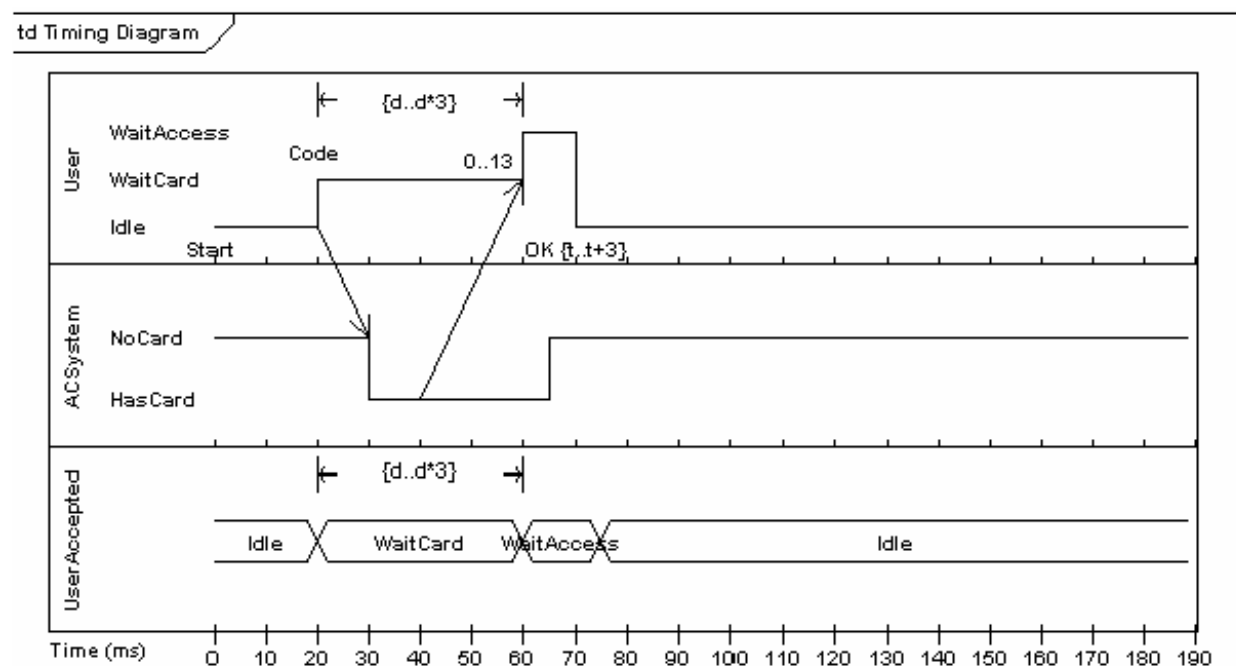 td Timing Diagram
{d..d*3}
WaitAccess
Code
0..13
User
WaitCard
Idle
Start
OK {t,.t+3}
ACSystem
NoCard
HasCard
{d..d*3}
UserAccepted
Idle WaitCard WaitAccess Idle
Time (ms) 0 10 20 30 40 50 60 70 80 90 100 110 120 130 140 150 160 170 180 190